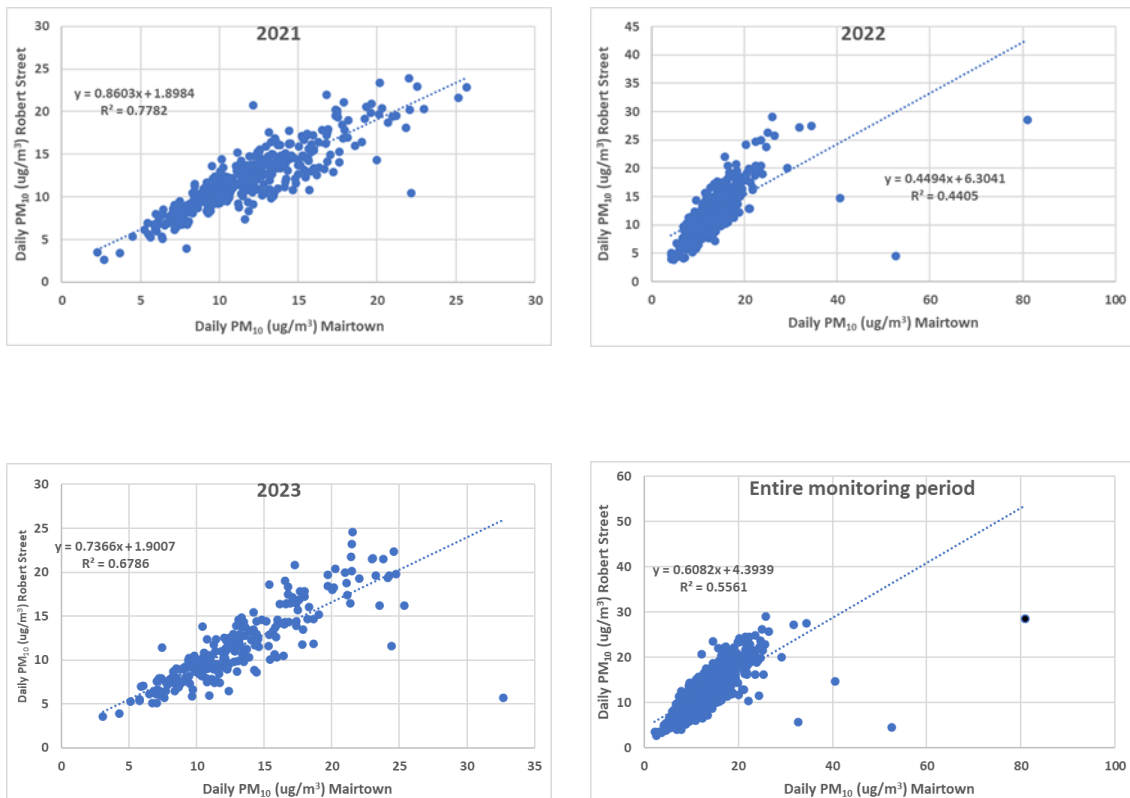 2021
y = 0.8603x + 1.8984
R² = 0.7782
Daily PM₁₀ (ug/m³) Robert Street
30
25
20
15
10
5
0
0 5 10 15 20 25 30
Daily PM₁₀ (ug/m³) Mairtown
2022
y = 0.4494x + 6.3041
R² = 0.4405
Daily PM₁₀ (ug/m³) Robert Street
45
40
35
30
25
20
15
10
5
0
0 20 40 60 80 100
Daily PM₁₀ (ug/m³) Mairtown
2023
y = 0.7366x + 1.9007
R² = 0.6786
Daily PM₁₀ (ug/m³) Robert Street
30
25
20
15
10
5
0
0 5 10 15 20 25 30 35
Daily PM₁₀ (ug/m³) Mairtown
Entire monitoring period
y = 0.6082x + 4.3939
R² = 0.5561
Daily PM₁₀ (ug/m³) Robert Street
60
50
40
30
20
10
0
0 20 40 60 80 100
Daily PM₁₀ (ug/m³) Mairtown